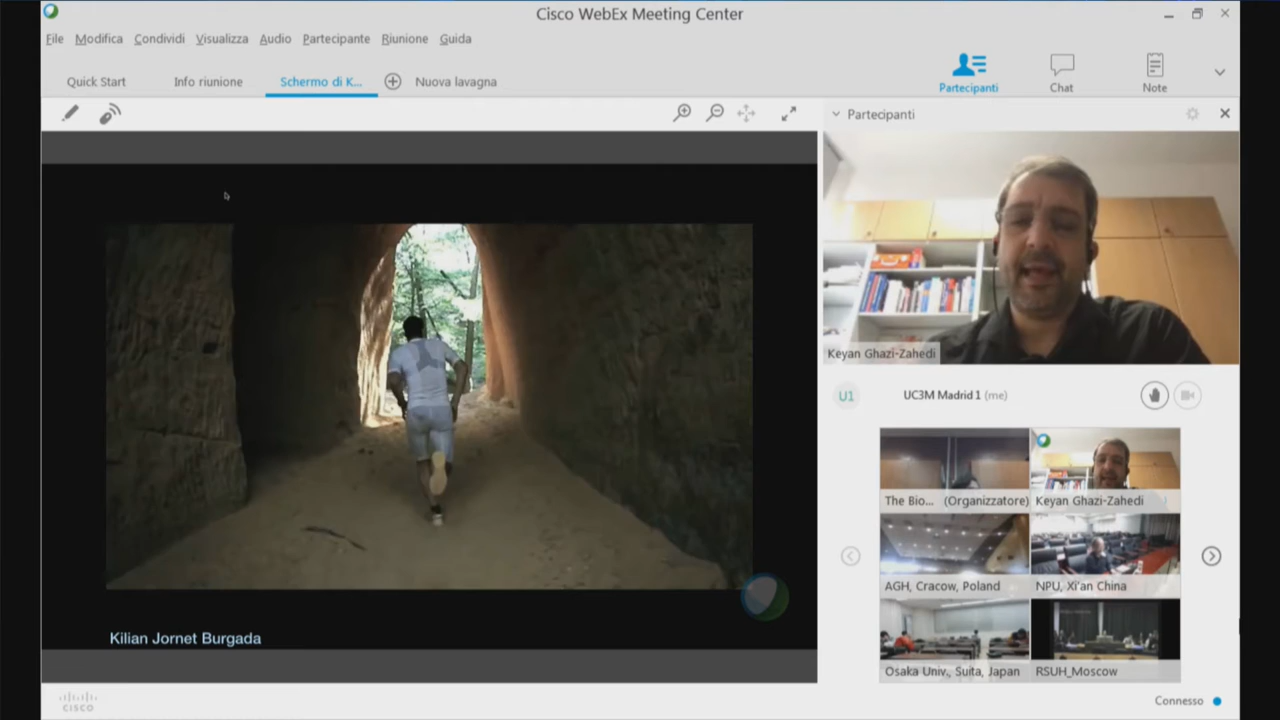 Cisco WebEx Meeting Center
File Modifica Condividi Visualizza Audio Partecipante Riunione Guida
Quick Start Info riunione Schermo di K... Nuova lavagna
Partecipanti Chat Note
Partecipanti
Keyan Ghazi-Zahedi
U1 UC3M Madrid 1 (me)
The Bio... (Organizzatore) Keyan Ghazi-Zahedi
AGH, Cracow, Poland NPU, Xi'an China
Osaka Univ., Suita, Japan RSUH_Moscow
Kilian Jornet Burgada
CISCO
Connesso